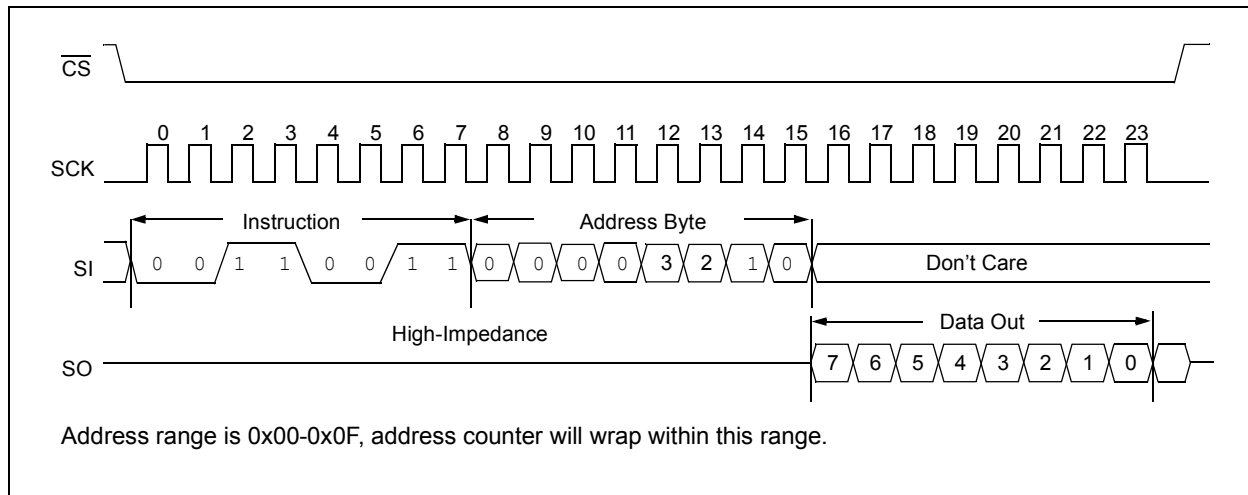 CS
0 1 2 3 4 5 6 7 8 9 10 11 12 13 14 15 16 17 18 19 20 21 22 23
SCK
Instruction Address Byte
SI 0 0 1 1 0 0 1 1 0 0 0 0 3 2 1 0 Don't Care
High-Impedance Data Out
SO 7 6 5 4 3 2 1 0
Address range is 0x00-0x0F, address counter will wrap within this range.